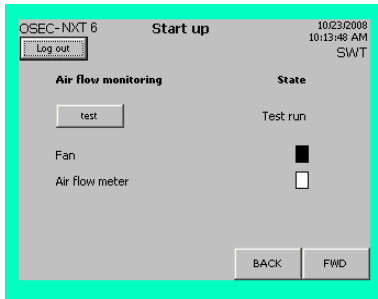 OSEC-NXT 6 Start up 10/23/2008
10:13:48 AM
Log out SWT
Air flow monitoring State
test Test run
Fan
Air flow meter
BACK FWD